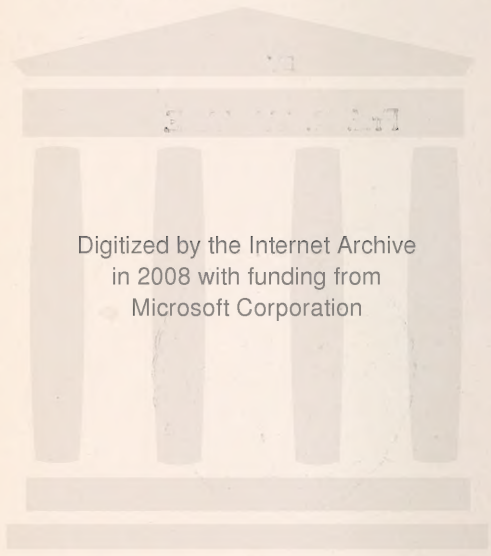 Digitized by the Internet Archive
in 2008 with funding from
Microsoft Corporation